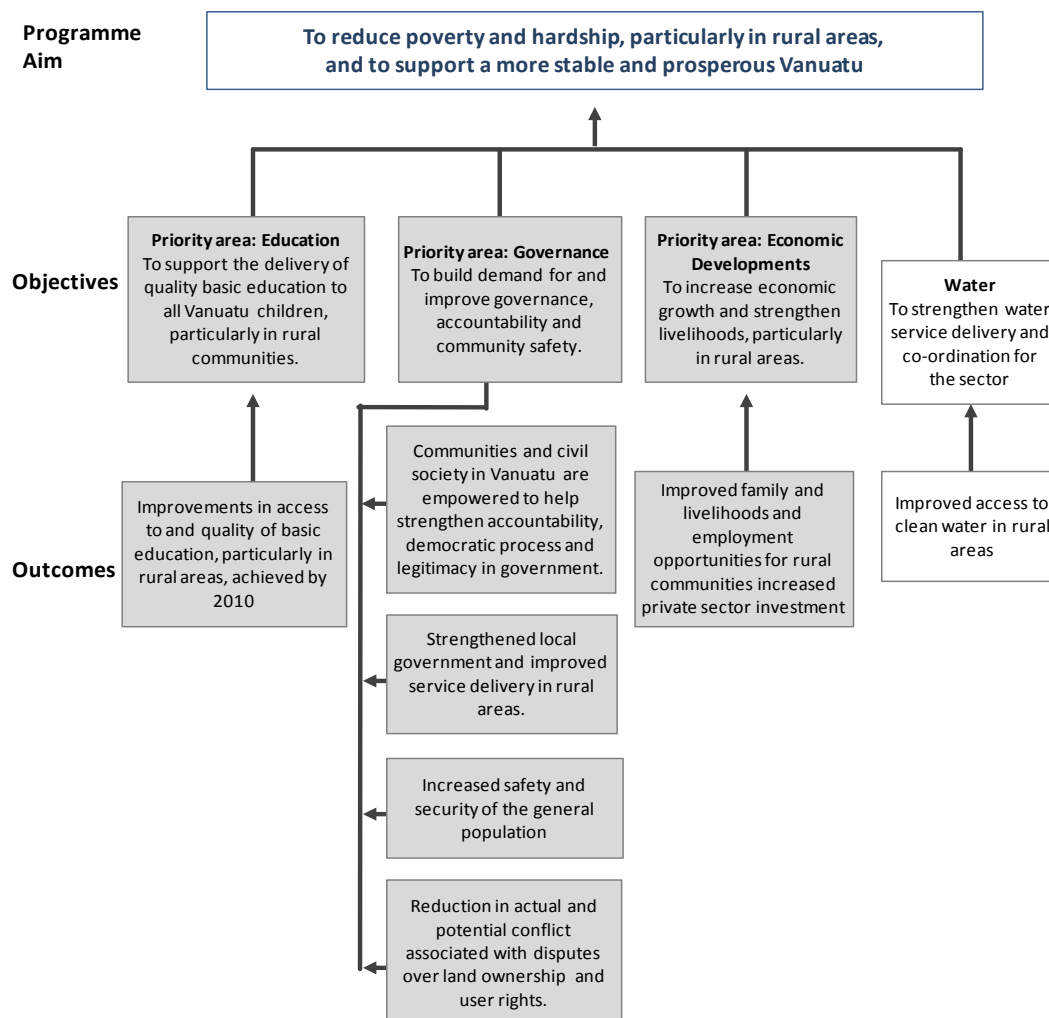 Programme
Aim
To reduce poverty and hardship, particularly in rural areas,
and to support a more stable and prosperous Vanuatu
Objectives
Priority area: Education
To support the delivery of
quality basic education to
all Vanuatu children,
particularly in rural
communities.
Priority area: Governance
To build demand for and
improve governance,
accountability and
community safety.
Priority area: Economic
Developments
To increase economic
growth and strengthen
livelihoods, particularly
in rural areas.
Water
To strengthen water
service delivery and
co-ordination for
the sector
Outcomes
Improvements in access
to and quality of basic
education, particularly in
rural areas, achieved by
2010
Communities and civil
society in Vanuatu are
empowered to help
strengthen accountability,
democratic process and
legitimacy in government.
Strengthened local
government and improved
service delivery in rural
areas.
Increased safety and
security of the general
population
Reduction in actual and
potential conflict
associated with disputes
over land ownership and
user rights.
Improved family and
livelihoods and
employment
opportunities for rural
communities increased
private sector investment
Improved access to
clean water in rural
areas